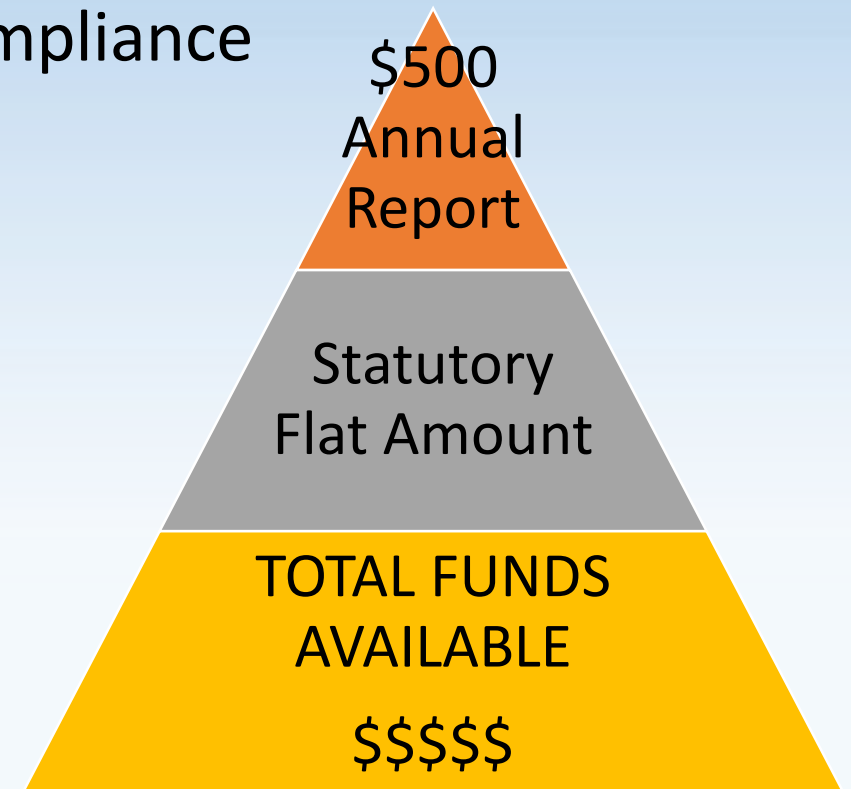 mpliance
$500
Annual
Report
Statutory
Flat Amount
TOTAL FUNDS
AVAILABLE
$$$$$